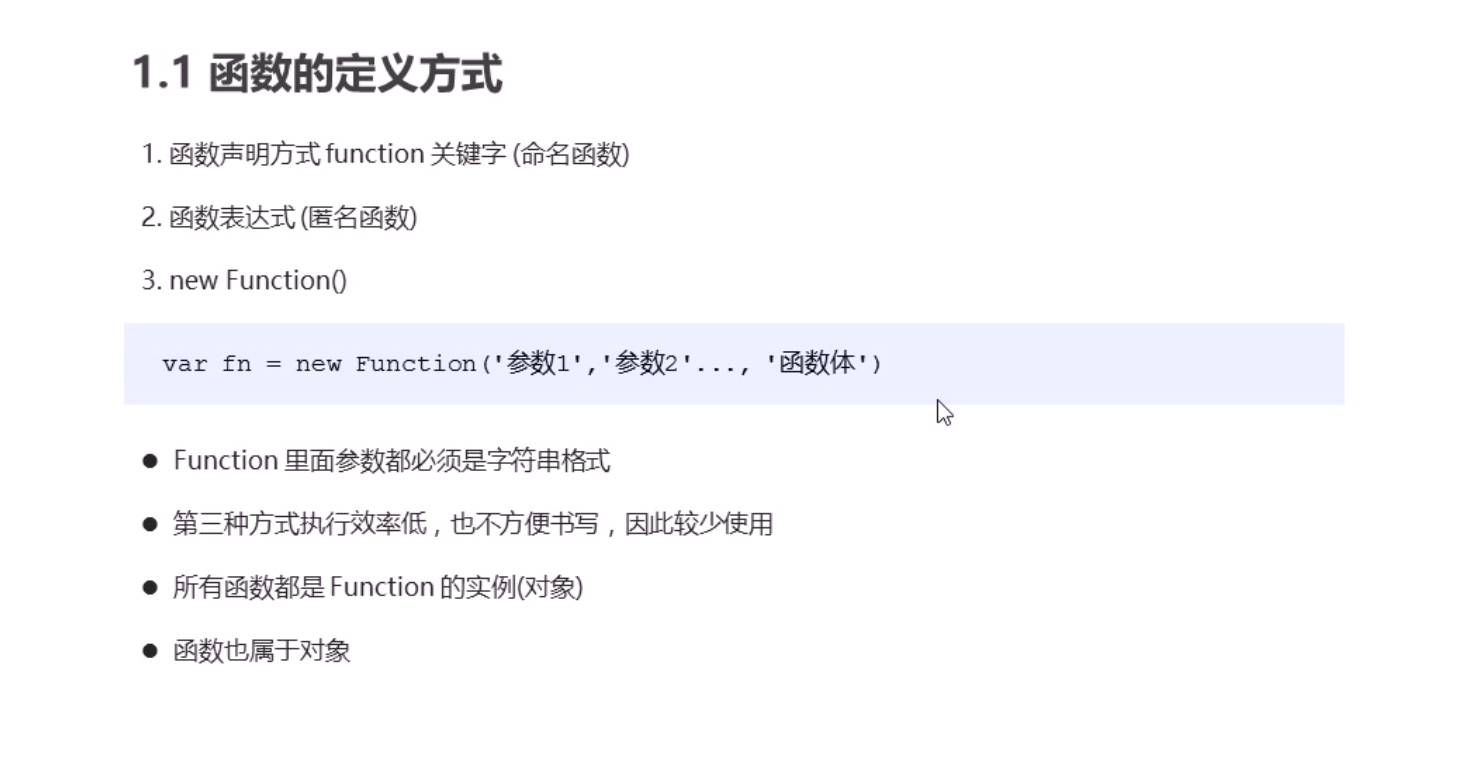 1.1 函数的定义方式
1. 函数声明方式 function 关键字 (命名函数)
2. 函数表达式 (匿名函数)
3. new Function()
var fn = new Function('参数1','参数2'..., '函数体')
● Function 里面参数都必须是字符串格式
● 第三种方式执行效率低，也不方便书写，因此较少使用
● 所有函数都是 Function 的实例(对象)
● 函数也属于对象